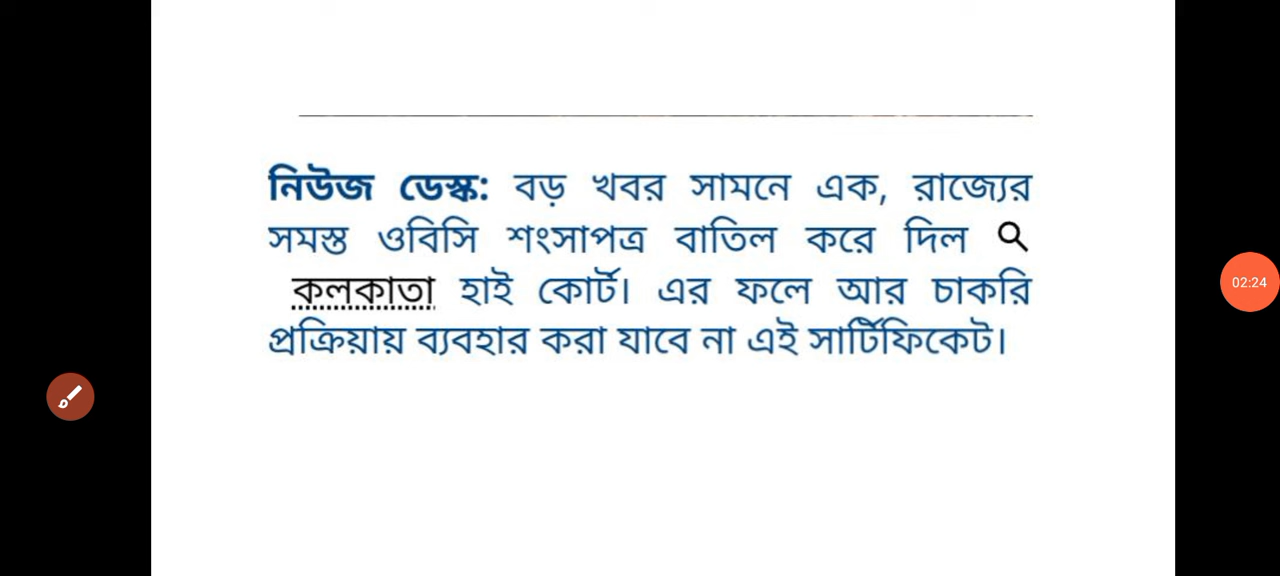 নিউজ ডেস্ক: বড় খবর সামনে এক, রাজ্যের
সমস্ত ওবিসি শংসাপত্র বাতিল করে দিল
কলকাতা হাই কোর্ট। এর ফলে আর চাকরি
প্রক্রিয়ায় ব্যবহার করা যাবে না এই সার্টিফিকেট।
02:24